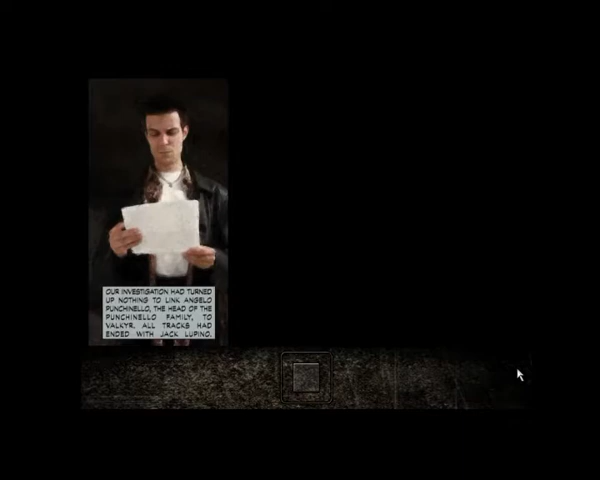 OUR INVESTIGATION HAD TURNED
UP NOTHING TO LINK ANGELO
PUNCHINELLO, THE HEAD OF THE
PUNCHINELLO FAMILY, TO
VALKYR. ALL TRACKS HAD
ENDED WITH JACK LUPINO.